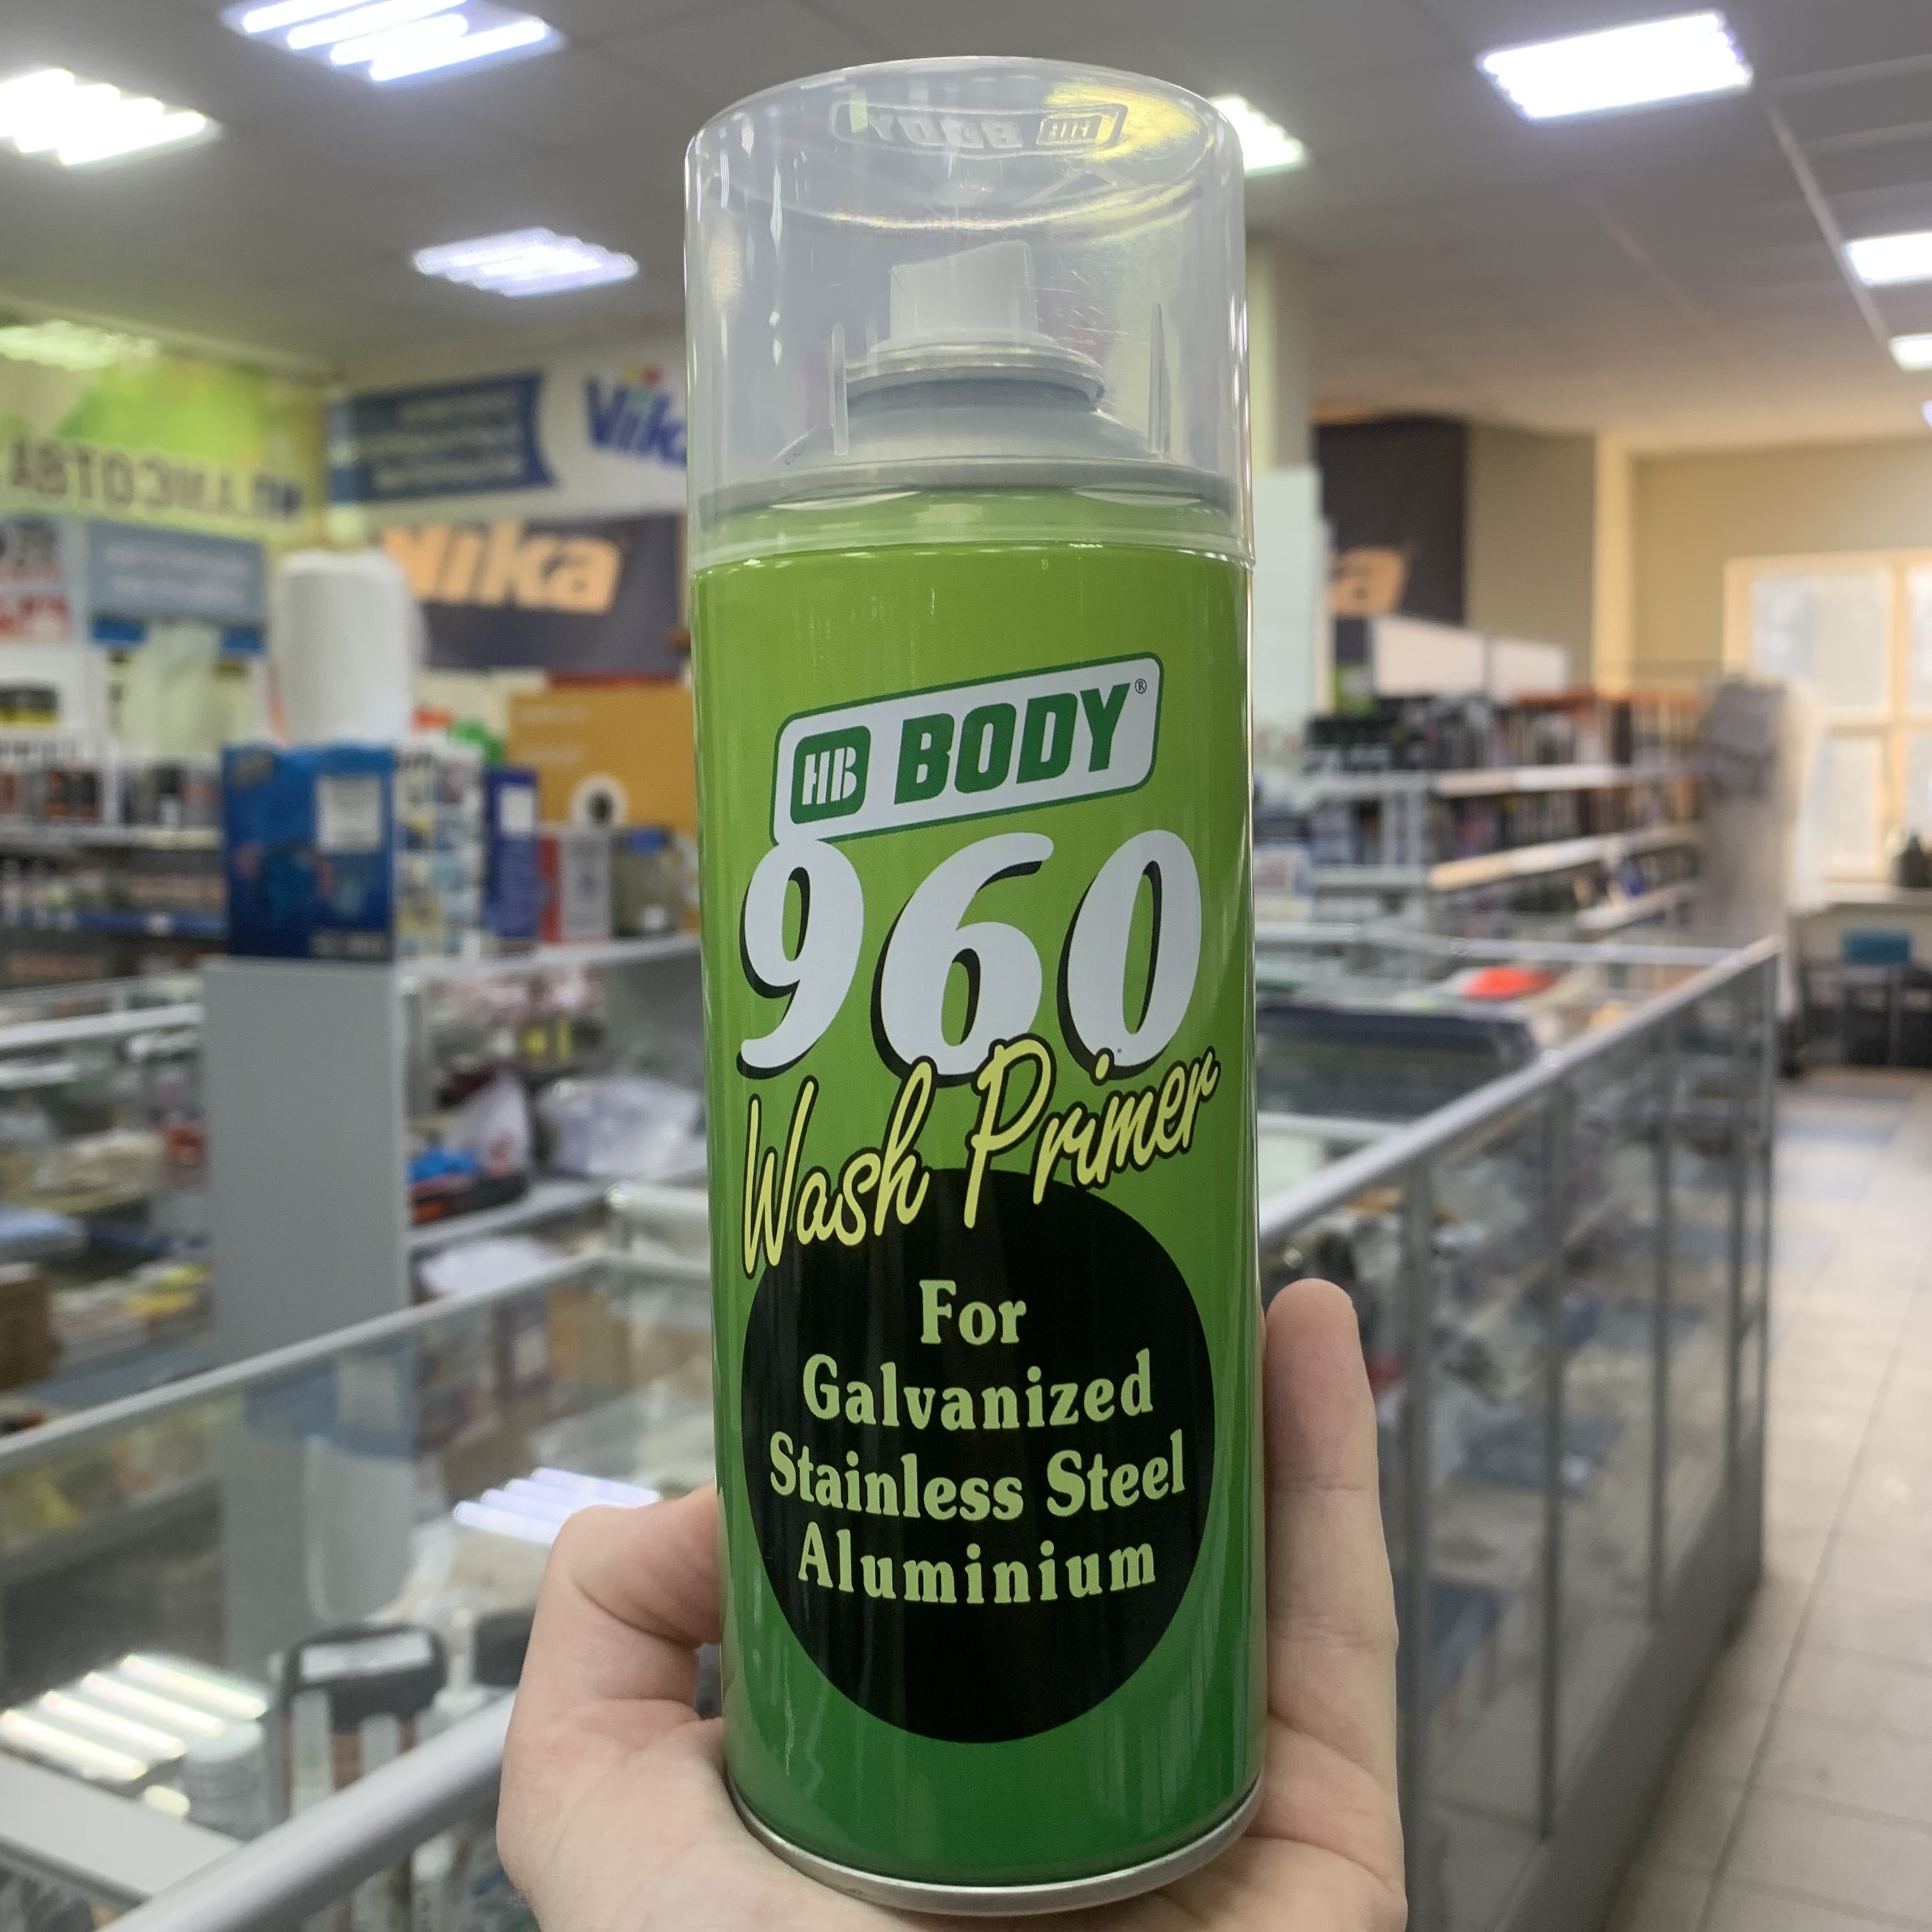 HB BODY®
960
Wash Primer
For
Galvanized
Stainless Steel
Aluminium
Vika
Vika